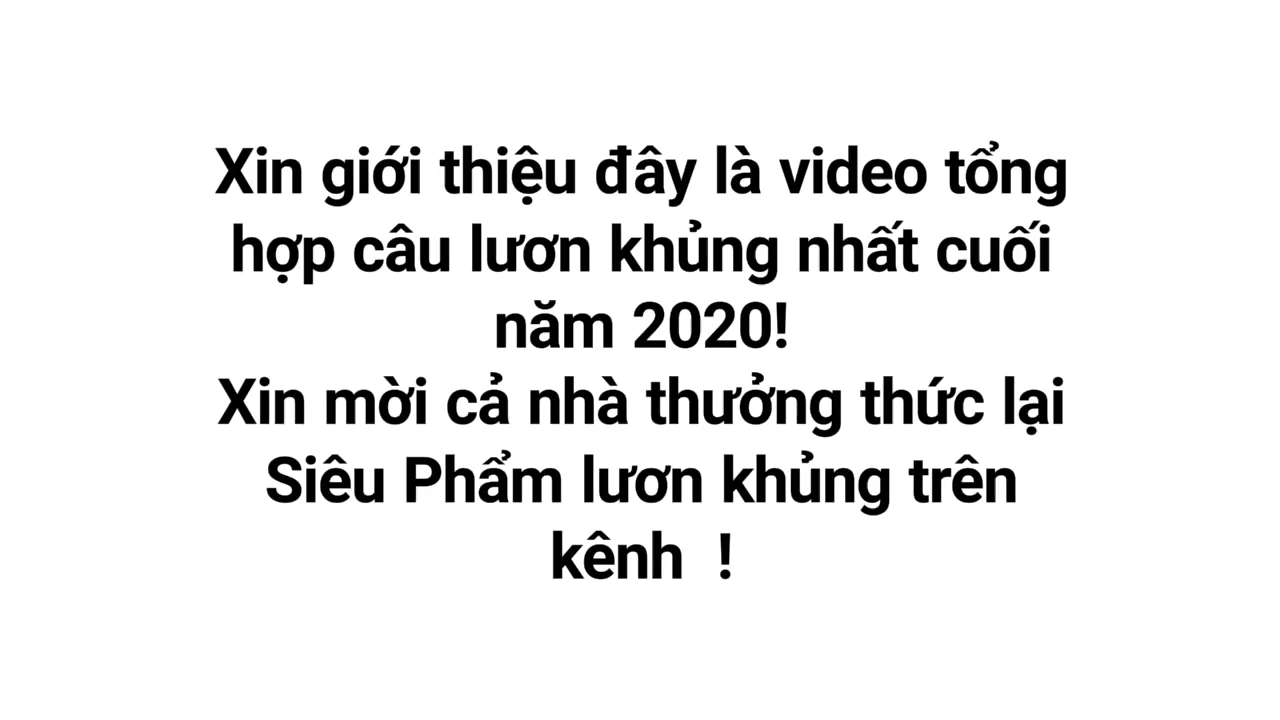 Xin giới thiệu đây là video tổng
hợp câu lươn khủng nhất cuối
năm 2020!
Xin mời cả nhà thưởng thức lại
Siêu Phẩm lươn khủng trên
kênh  !